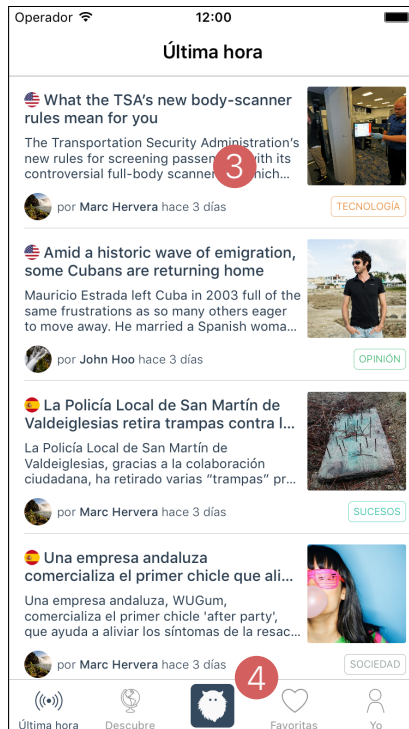 Operador 12:00
Última hora
What the TSA’s new body-scanner
rules mean for you
The Transportation Security Administration’s
new rules for screening with its
controversial full-body
3
por Marc Hervera hace 3 días
TECNOLOGÍA
Amid a historic wave of emigration,
some Cubans are returning home
Mauricio Estrada left Cuba in 2003 full of the
same frustrations as so many others eager
to move away. He married a Spanish woma...
por John Hoo hace 3 días
OPINIÓN
La Policía Local de San Martín de
Valdeiglesias retira trampas contra l...
La Policía Local de San Martín de
Valdeiglesias, gracias a la colaboración
ciudadana, ha retirado varias “trampas” pr...
por Marc Hervera hace 3 días
SUCESOS
Una empresa andaluza
comercializa el primer chicle que ali...
Una empresa andaluza, WUGum,
comercializa el primer chicle 'after party',
que ayuda a aliviar los síntomas de la resac...
por Marc Hervera hace 3 días
SOCIEDAD
4
Última hora Descubre Favoritas Yo